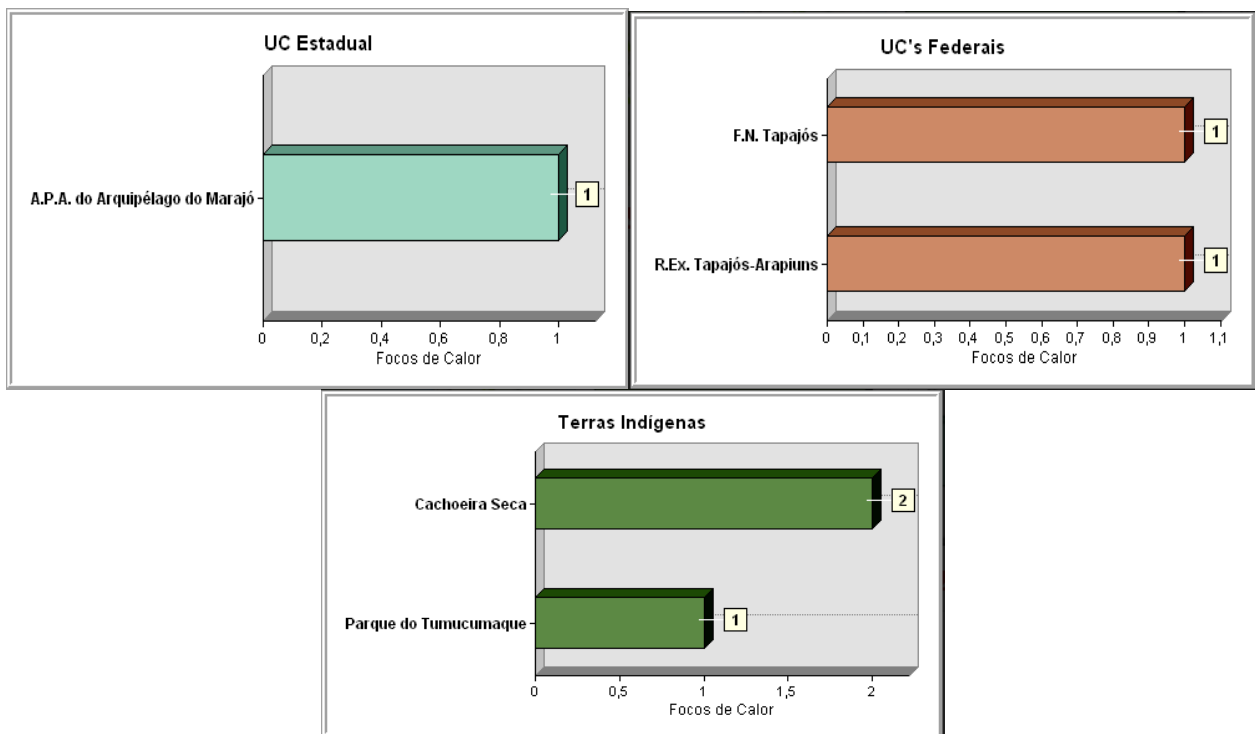 UC Estadual
A.P.A. do Arquipélago do Marajó
1
0 0,2 0,4 0,6 0,8 1
Focos de Calor
UC's Federais
F.N. Tapajós
1
R.Ex. Tapajós-Arapiuns
1
0 0,1 0,2 0,3 0,4 0,5 0,6 0,7 0,8 0,9 1 1,1
Focos de Calor
Terras Indígenas
Cachoeira Seca
2
Parque do Tumucumaque
1
0 0,5 1 1,5 2
Focos de Calor